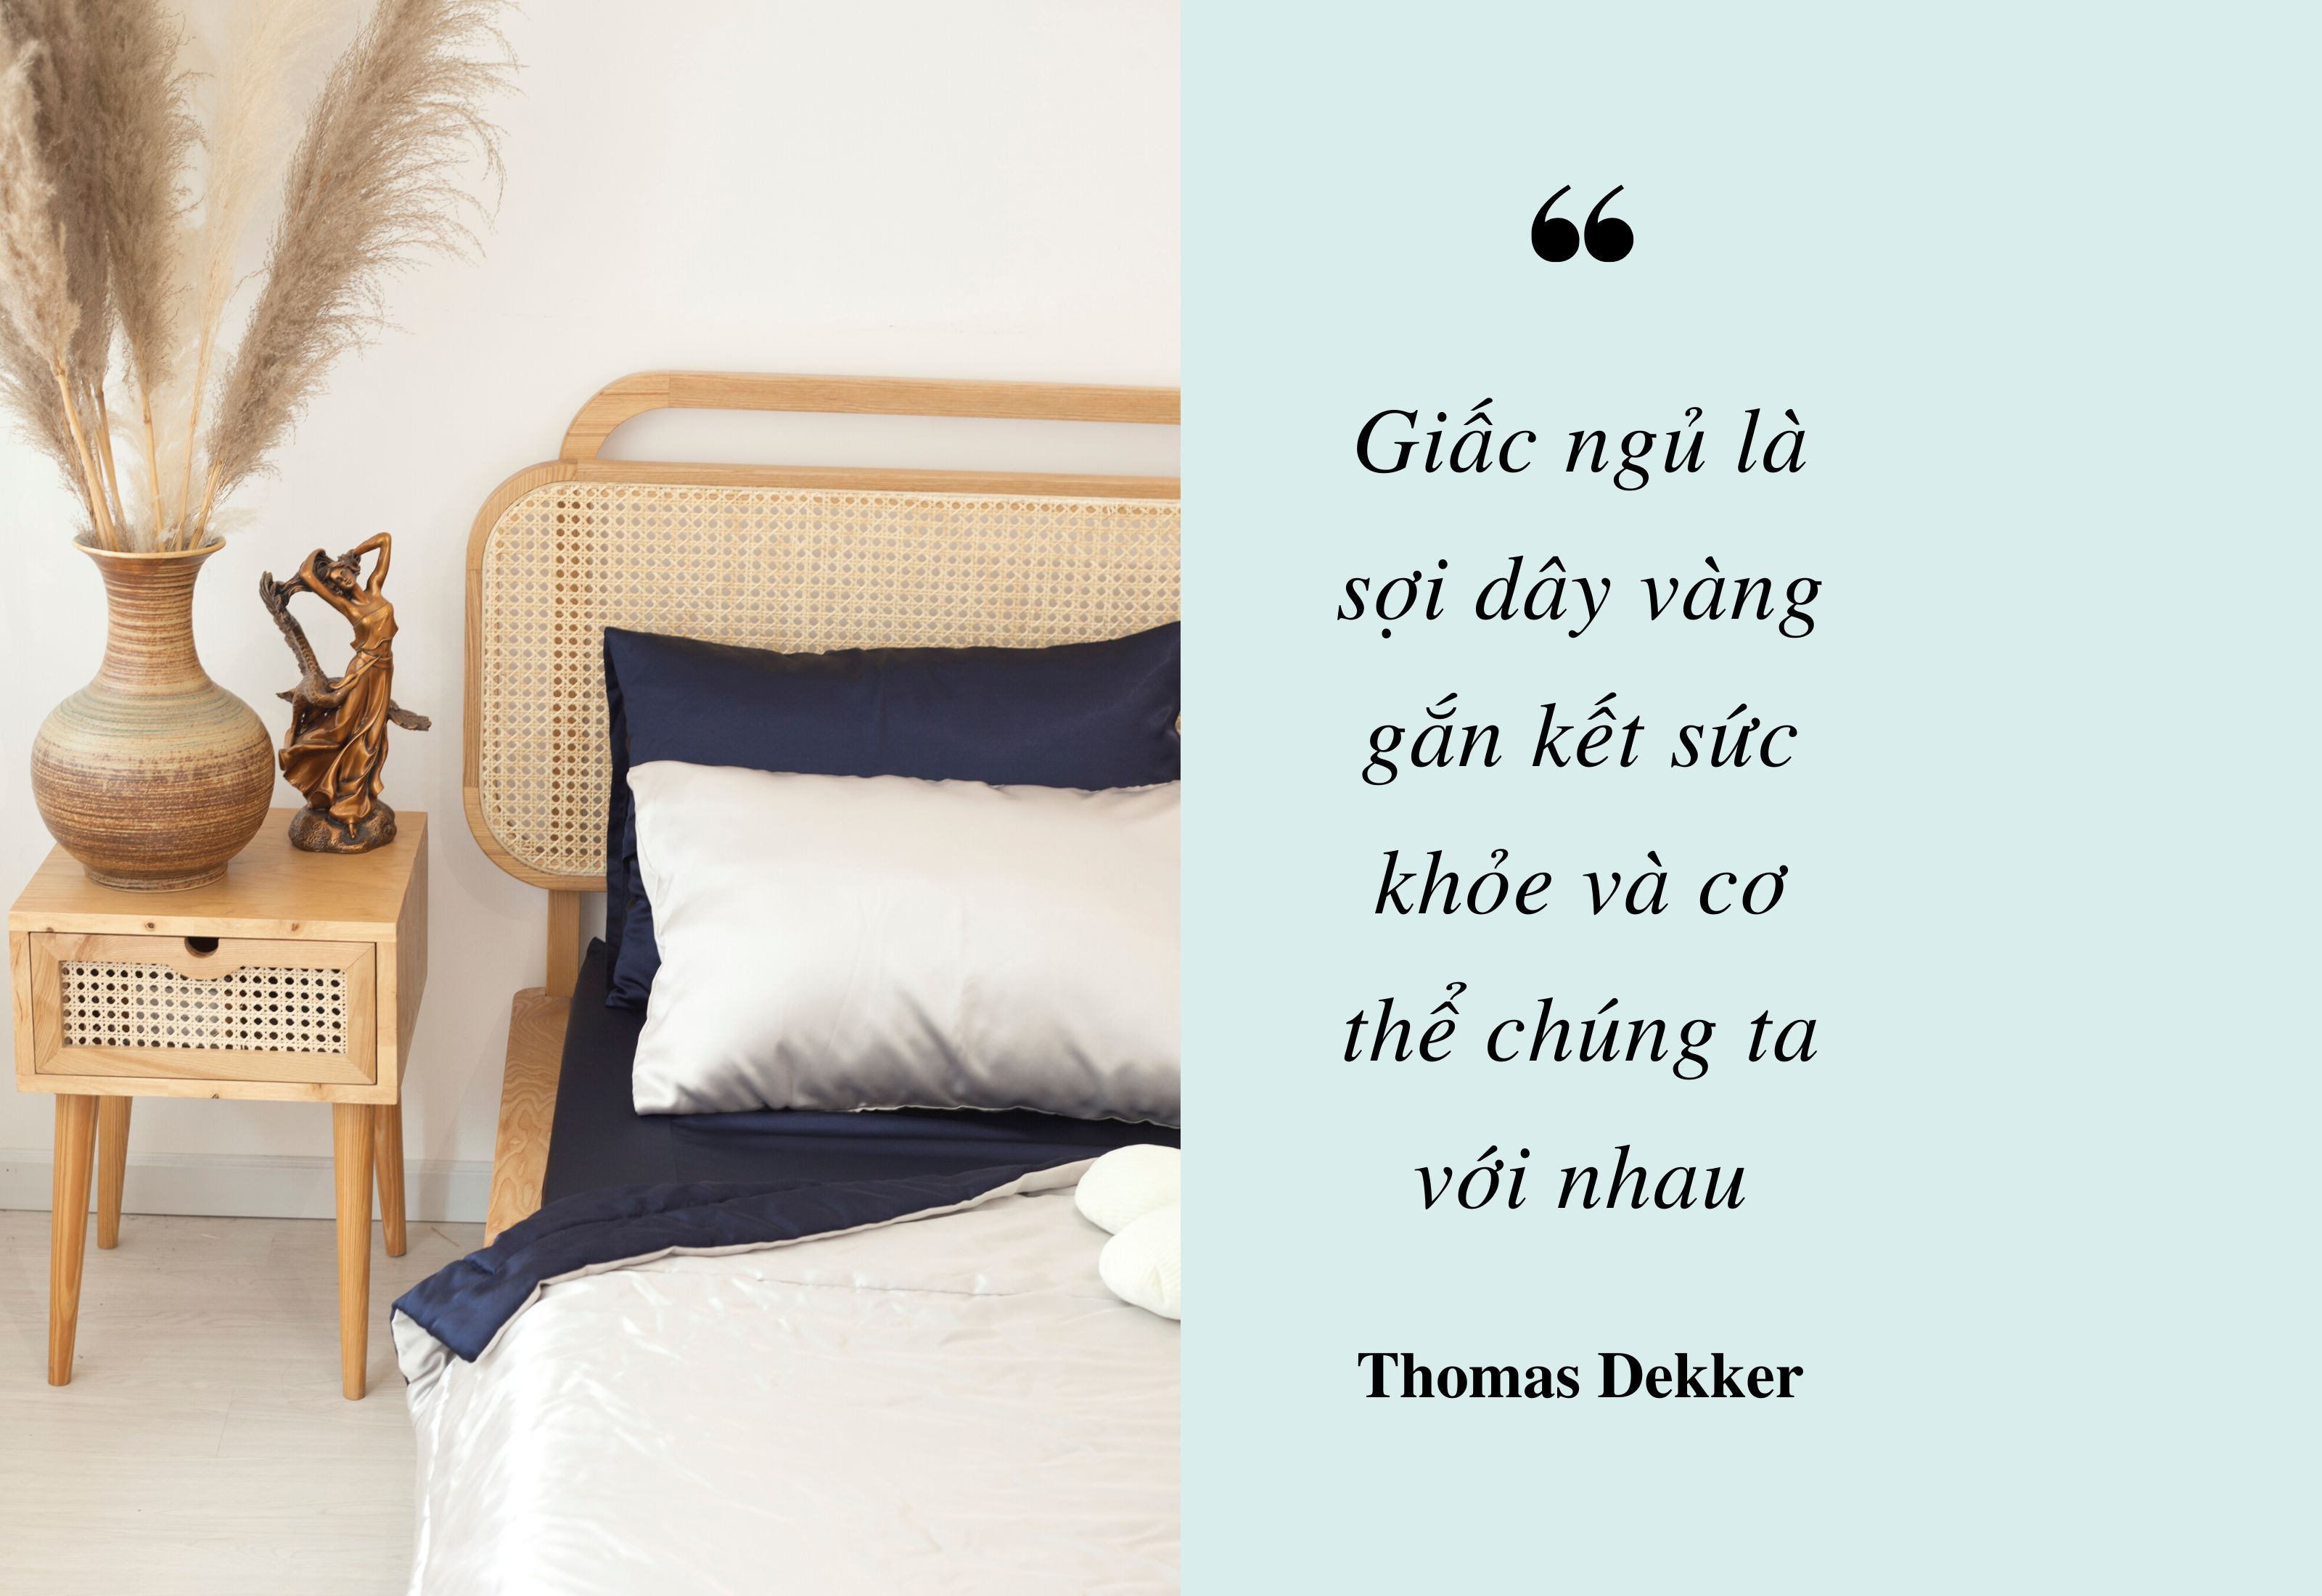 “
Giấc ngủ là
sợi dây vàng
gắn kết sức
khỏe và cơ
thể chúng ta
với nhau
Thomas Dekker